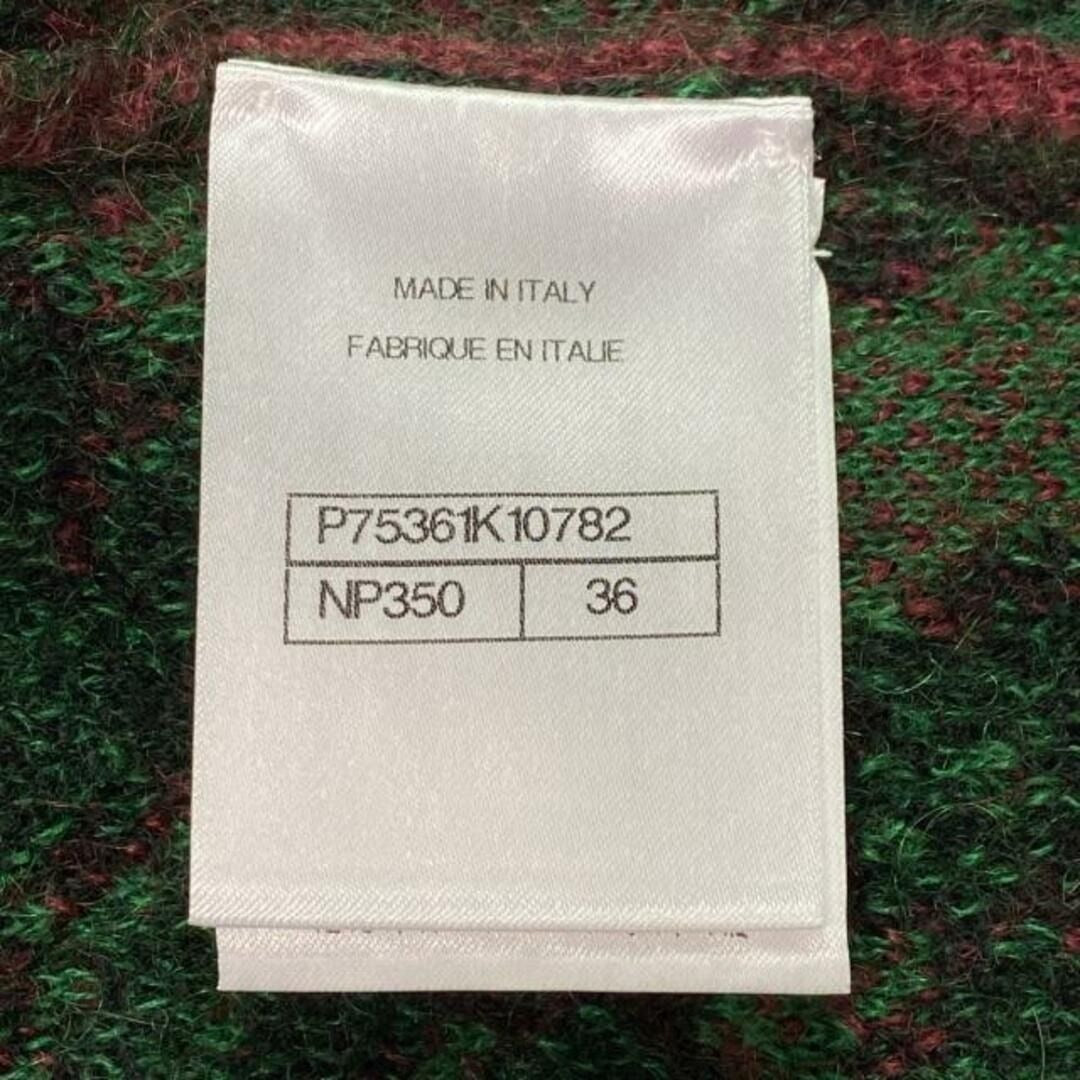 MADE IN ITALY
FABRIQUE EN ITALIE
P75361K10782
NP350 36